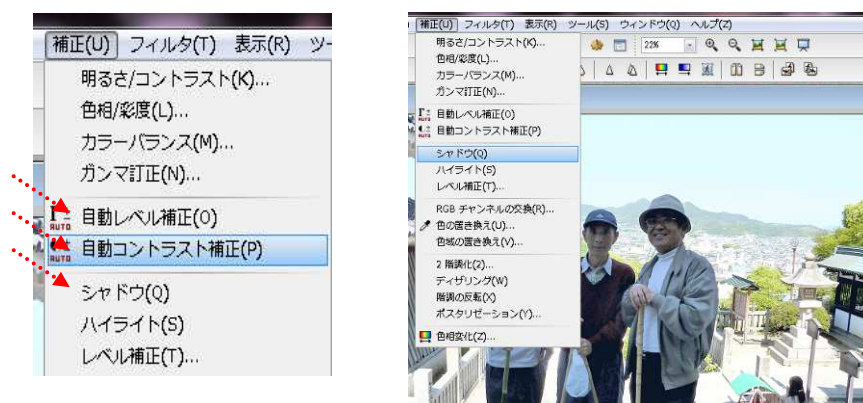 補正(U) フィルタ(T) 表示(R) ツー
明るさ/コントラスト(K)...
色相/彩度(L)...
カラーバランス(M)...
ガンマ訂正(N)...
AUTO 自動レベル補正(O)
AUTO 自動コントラスト補正(P)
シャドウ(Q)
ハイライト(S)
レベル補正(T)...
補正(U) フィルタ(T) 表示(R) ツール(S) ウィンドウ(Q) ヘルプ(Z)
22%
明るさ/コントラスト(K)...
色相/彩度(L)...
カラーバランス(M)...
ガンマ訂正(N)...
AUTO 自動レベル補正(O)
AUTO 自動コントラスト補正(P)
シャドウ(Q)
ハイライト(S)
レベル補正(T)...
RGB チャンネルの交換(R)...
色の置き換え(U)...
色域の置き換え(V)...
2 階調化(2)...
ディザリング(W)
階調の反転(X)
ポスタリゼーション(Y)...
色相変化(Z)...